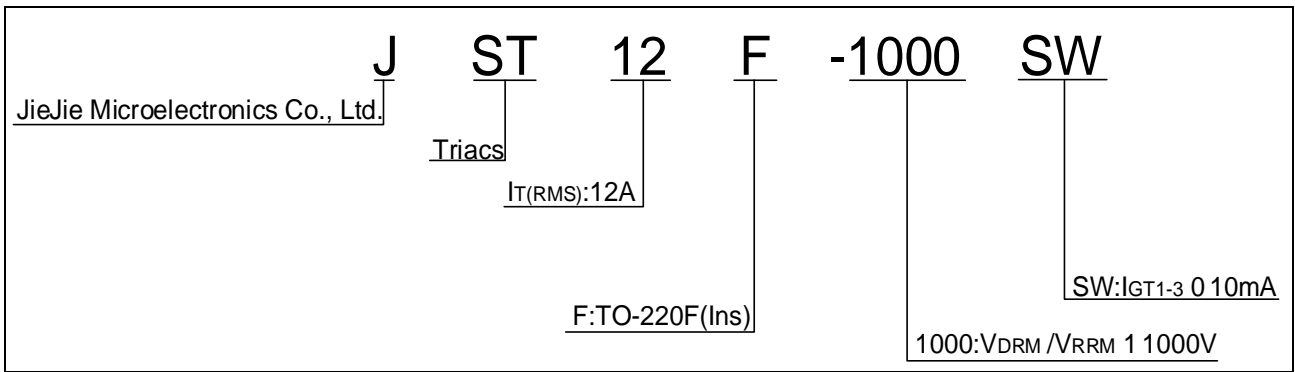 J ST 12 F -1000 SW
JieJie Microelectronics Co., Ltd.
Triacs
IT(RMS):12A
SW:IGT1-3 0 10mA
F:TO-220F(Ins)
1000:VDRM /VRRM 1 1000V